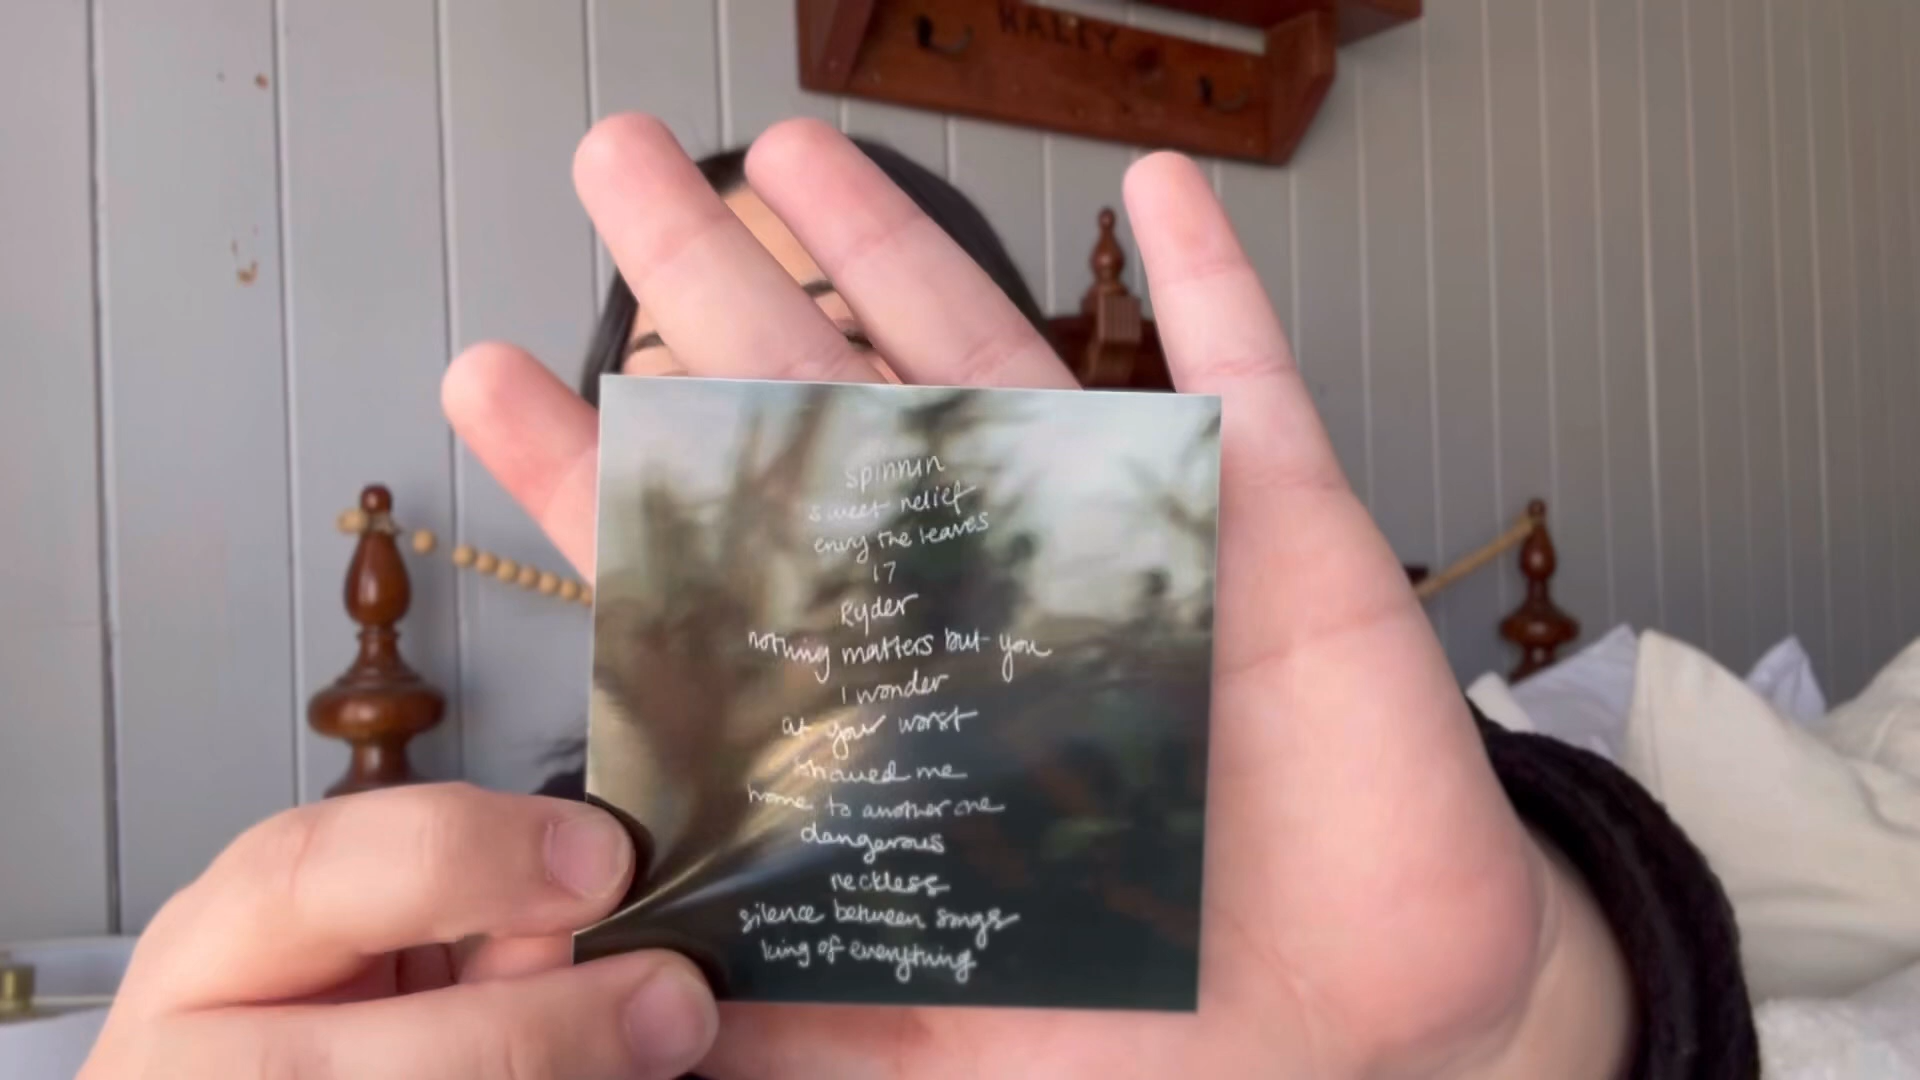 HALEY
spinnin
sweet relief
envy the leaves
17
Ryder
nothing matters but you
I wonder
at your worst
showed me
home to another one
dangerous
reckless
silence between songs
king of everything